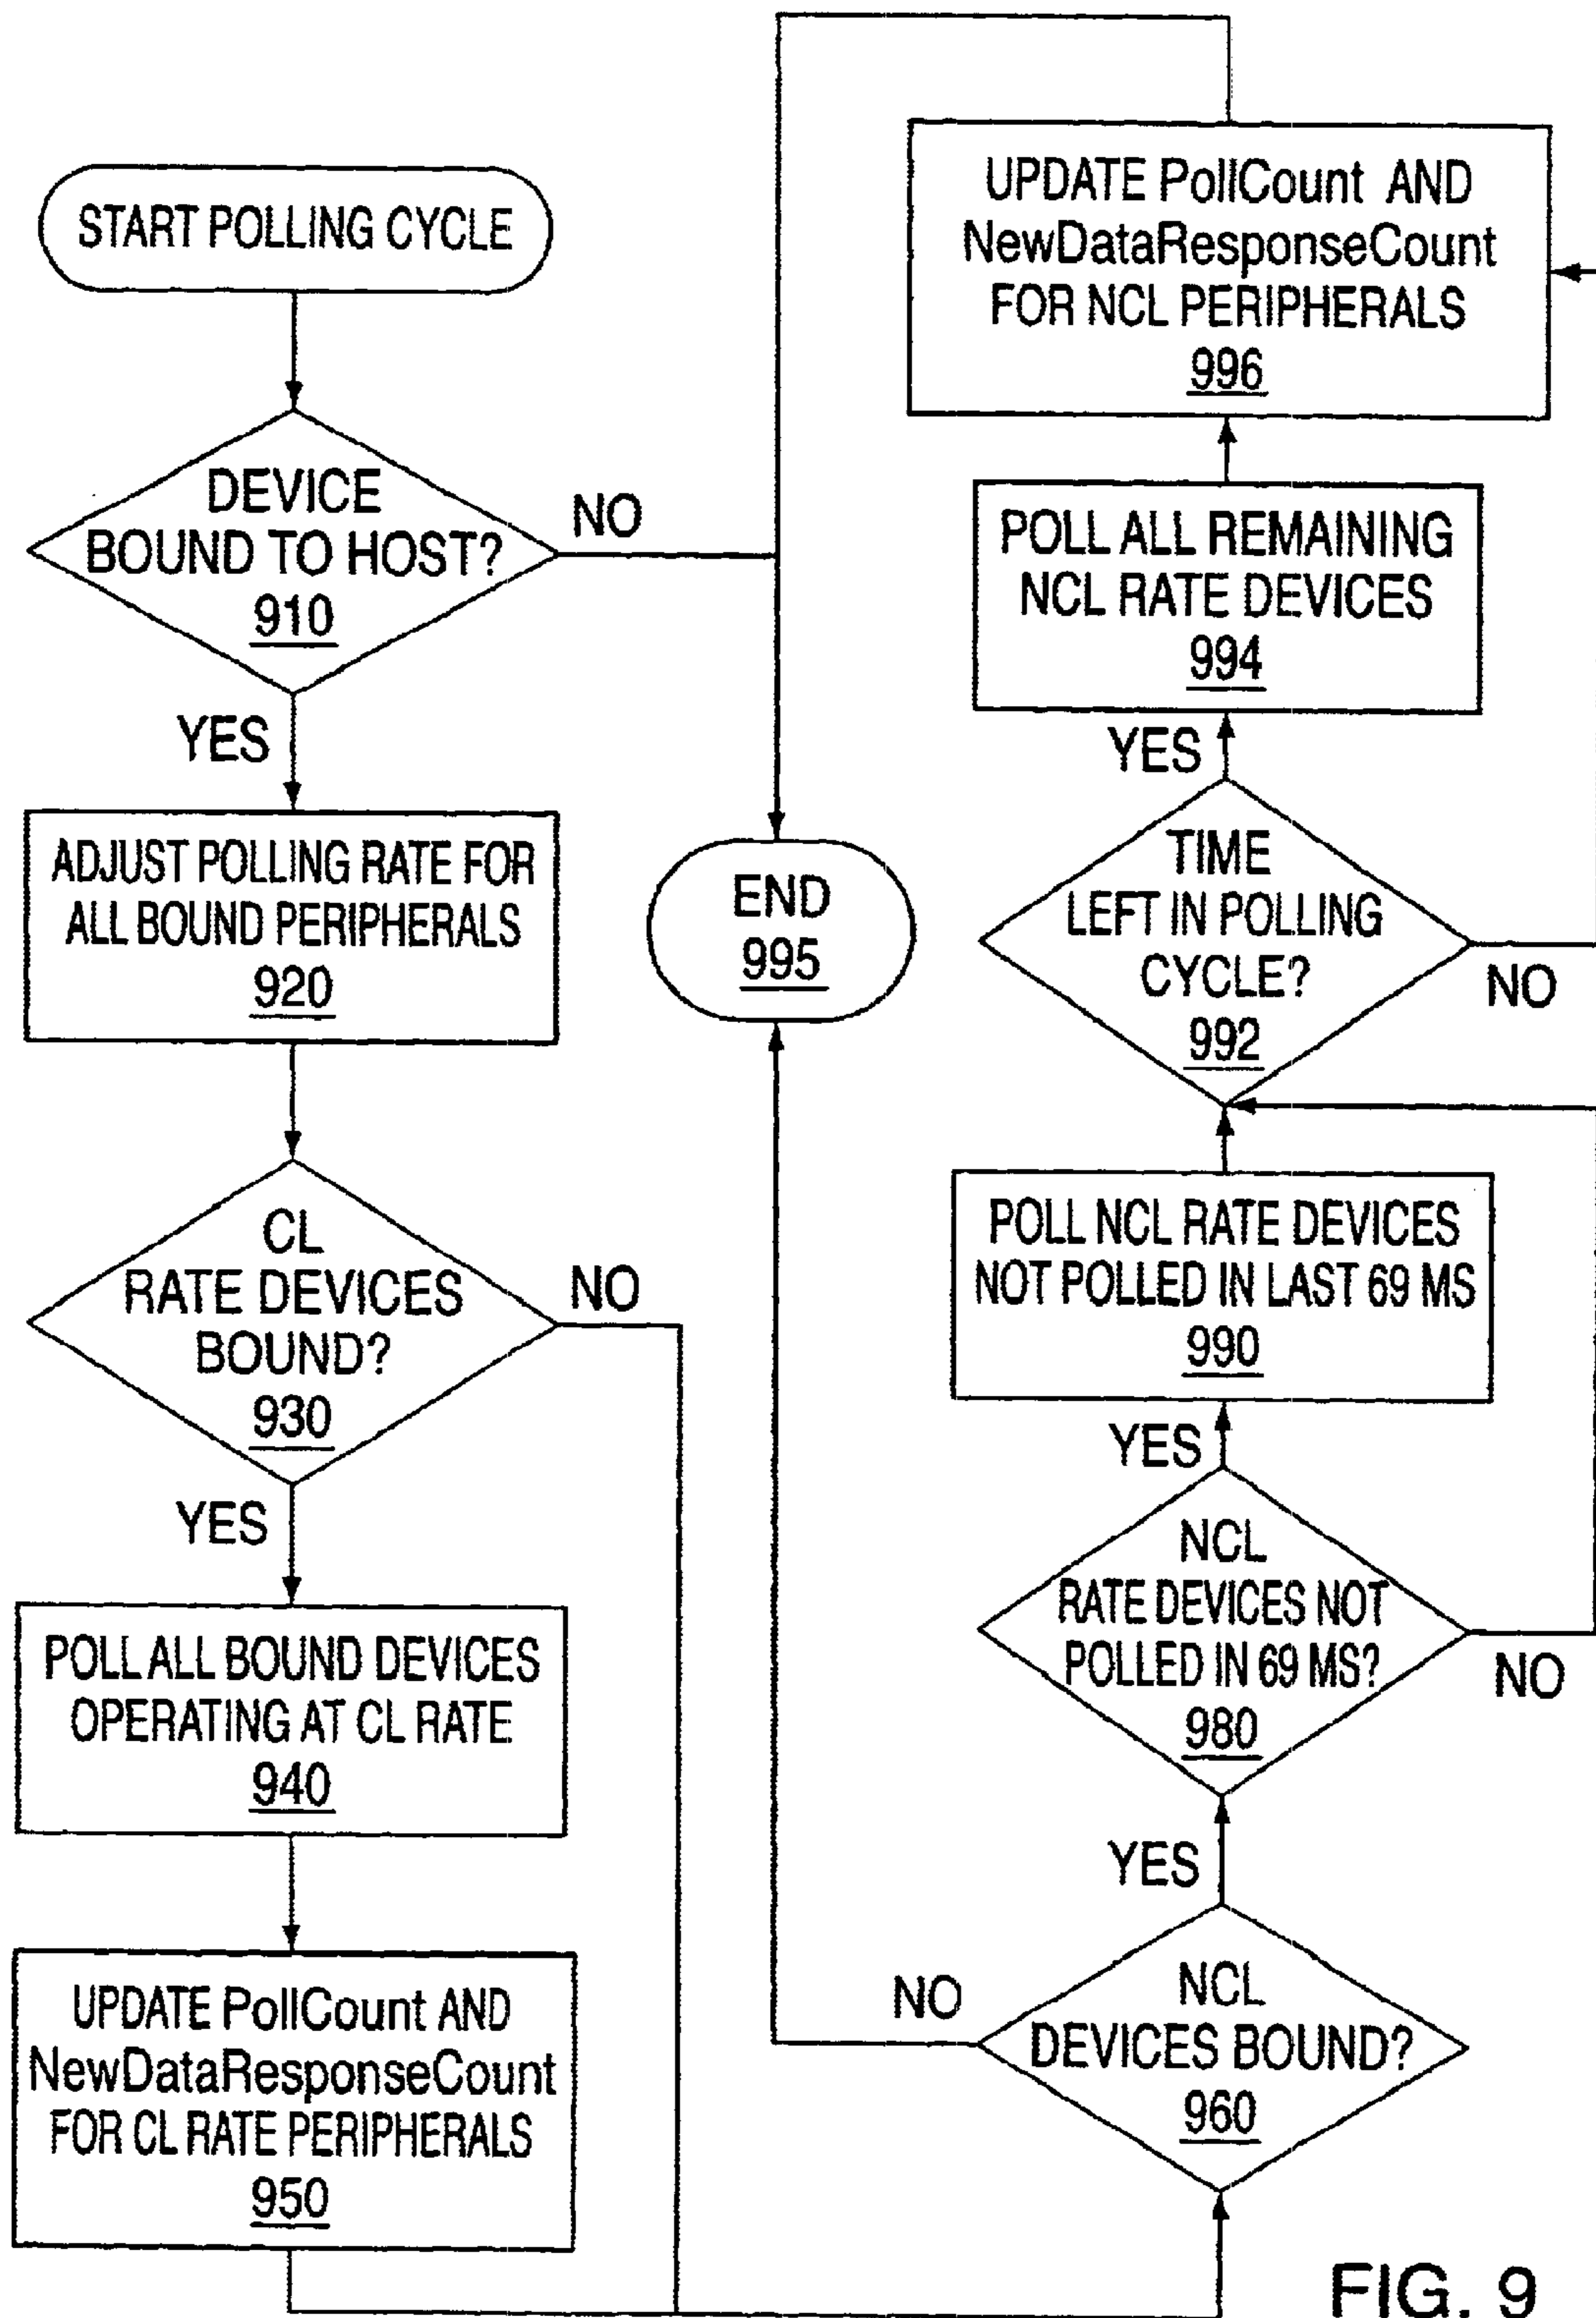 START POLLING CYCLE
DEVICE
BOUND TO HOST?
910
NO
YES
ADJUST POLLING RATE FOR
ALL BOUND PERIPHERALS
920
CL
RATE DEVICES
BOUND?
930
NO
YES
POLL ALL BOUND DEVICES
OPERATING AT CL RATE
940
UPDATE PollCount AND
NewDataResponseCount
FOR CL RATE PERIPHERALS
950
END
995
UPDATE PollCount AND
NewDataResponseCount
FOR NCL PERIPHERALS
996
POLL ALL REMAINING
NCL RATE DEVICES
994
YES
TIME
LEFT IN POLLING
CYCLE?
992
NO
POLL NCL RATE DEVICES
NOT POLLED IN LAST 69 MS
990
YES
NCL
RATE DEVICES NOT
POLLED IN 69 MS?
980
NO
YES
NO
NCL
DEVICES BOUND?
960
FIG. 9